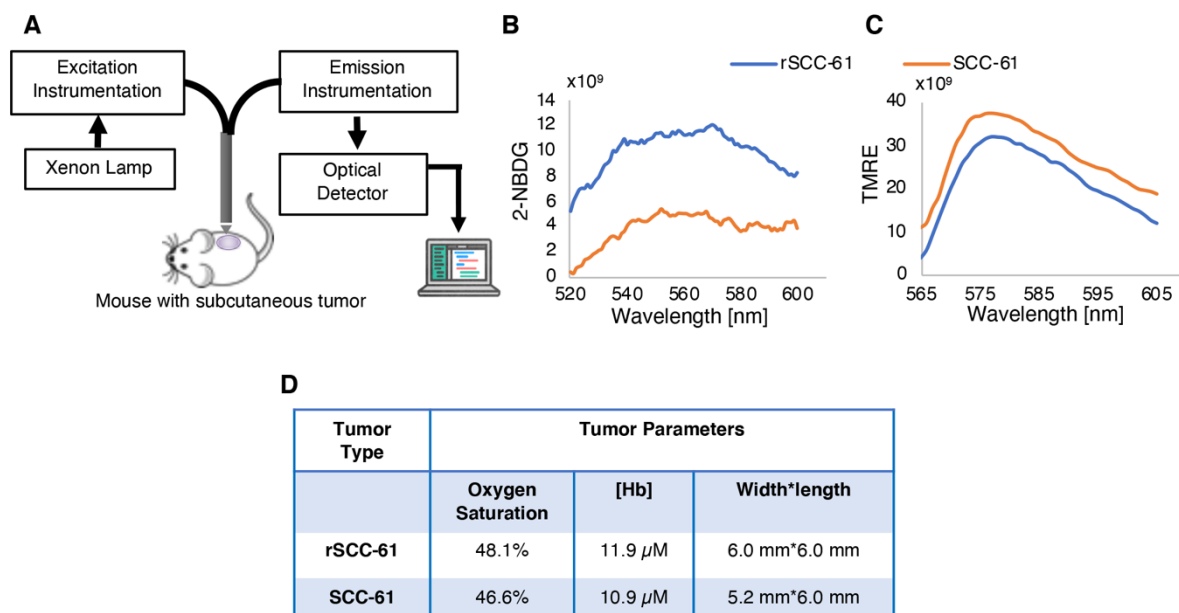 A
Excitation
Instrumentation
Emission
Instrumentation
Xenon Lamp
Optical
Detector
Mouse with subcutaneous tumor
B
rSCC-61
SCC-61
x10⁹
2-NBDG
14
12
10
8
6
4
2
0
520 540 560 580 600
Wavelength [nm]
C
x10⁹
TMRE
40
30
20
10
0
565 575 585 595 605
Wavelength [nm]
D
Tumor
Type
Tumor Parameters
Oxygen
Saturation
[Hb]
Width*length
rSCC-61 48.1% 11.9 µM 6.0 mm*6.0 mm
SCC-61 46.6% 10.9 µM 5.2 mm*6.0 mm